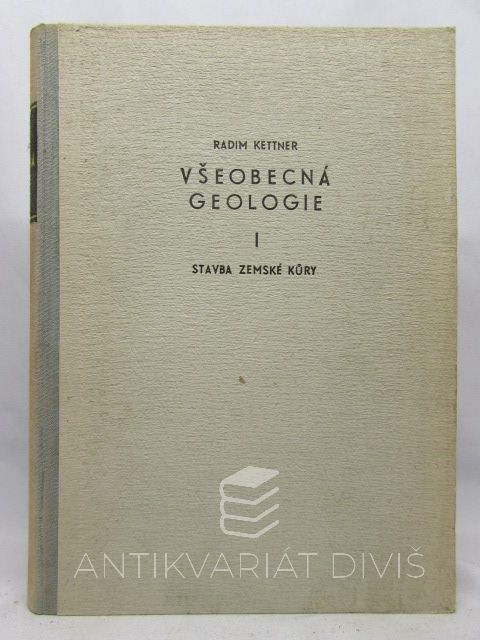 RADIM KETTNER
VŠEOBECNÁ
GEOLOGIE
I
STAVBA ZEMSKÉ KŮRY
ANTIKVARIÁT DIVIŠ